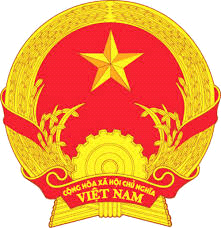 CỘNG HÒA XÃ HỘI CHỦ NGHĨA
VIỆT NAM